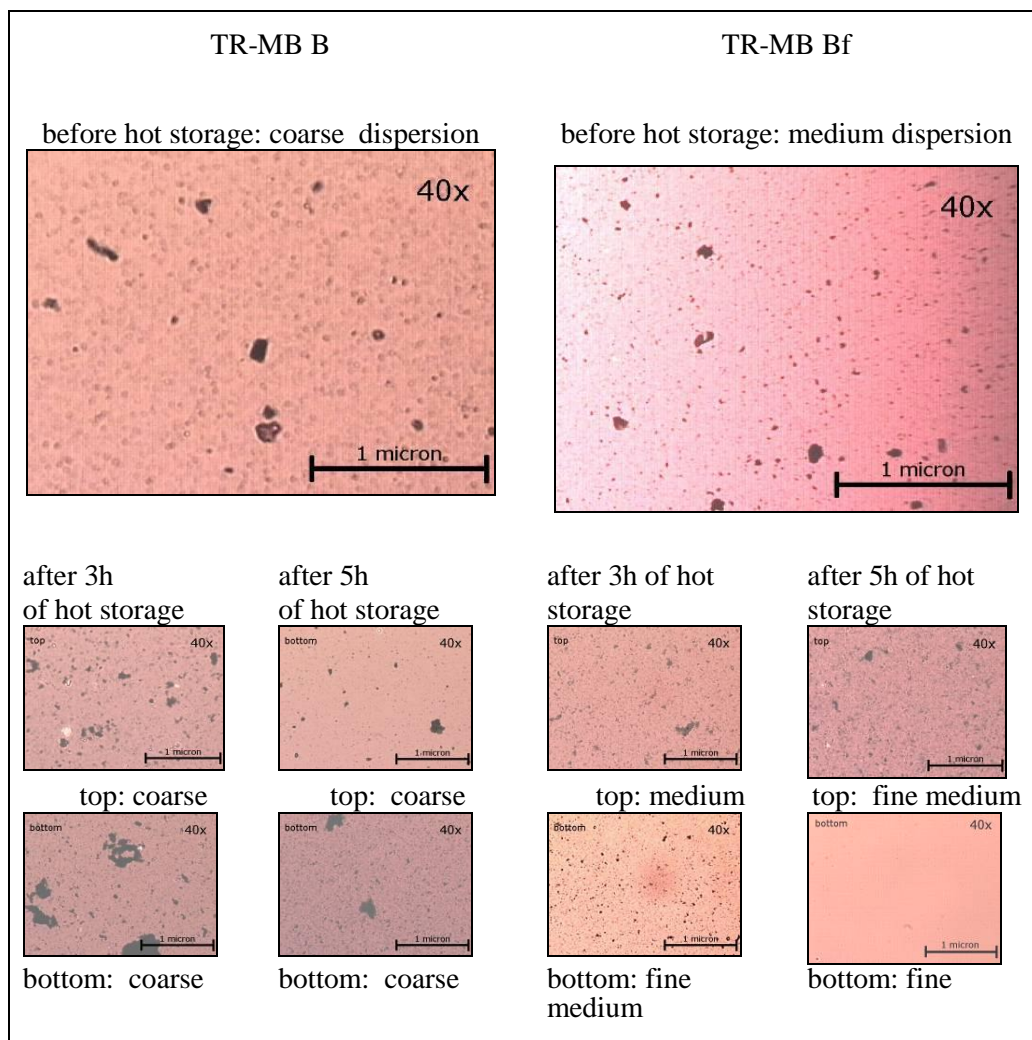 TR-MB B
TR-MB Bf
before hot storage: coarse dispersion
before hot storage: medium dispersion
40x
1 micron
40x
1 micron
after 3h
of hot storage
after 5h
of hot storage
after 3h of hot
storage
after 5h of hot
storage
top
40x
1 micron
bottom
40x
1 micron
top
40x
1 micron
top
40x
1 micron
top: coarse
top: coarse
top: medium
top: fine medium
bottom
40x
1 micron
bottom
40x
1 micron
bottom
40x
1 micron
bottom
40x
1 micron
bottom: coarse
bottom: coarse
bottom: fine
medium
bottom: fine